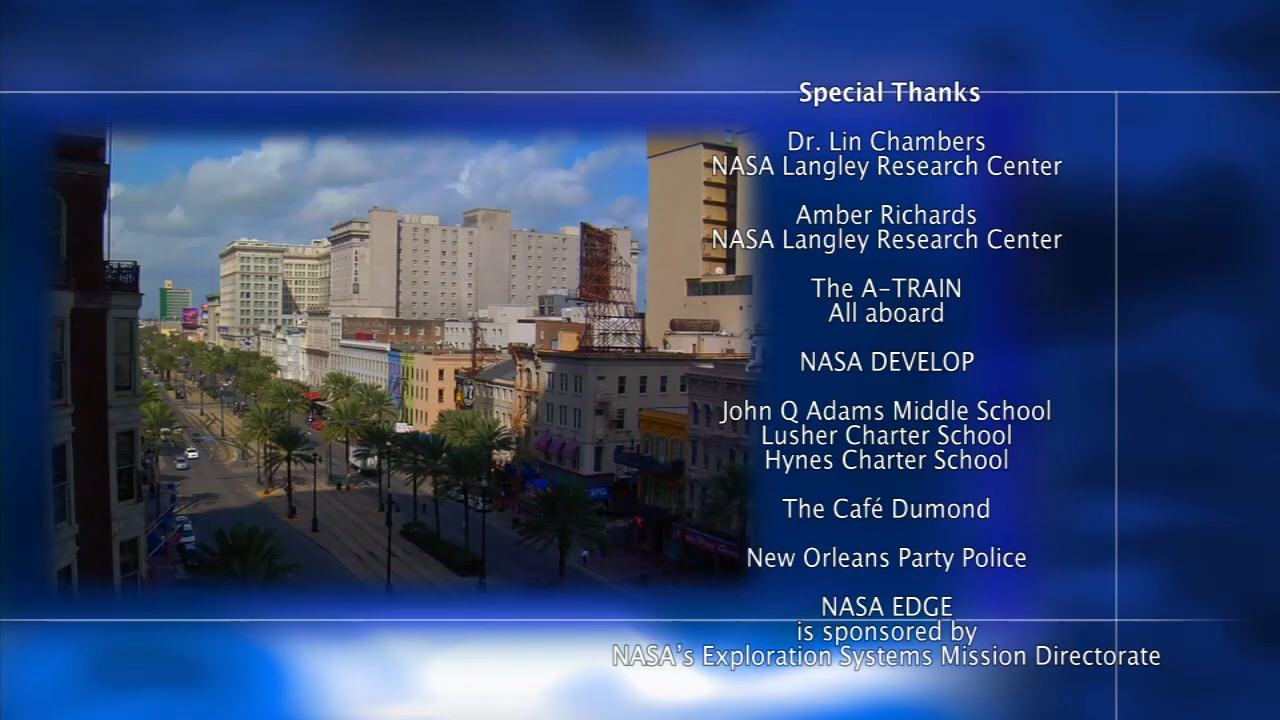 Special Thanks
Dr. Lin Chambers
NASA Langley Research Center
Amber Richards
NASA Langley Research Center
The A-TRAIN
All aboard
NASA DEVELOP
John Q Adams Middle School
Lusher Charter School
Hynes Charter School
The Café Dumond
New Orleans Party Police
NASA EDGE
is sponsored by
NASA's Exploration Systems Mission Directorate